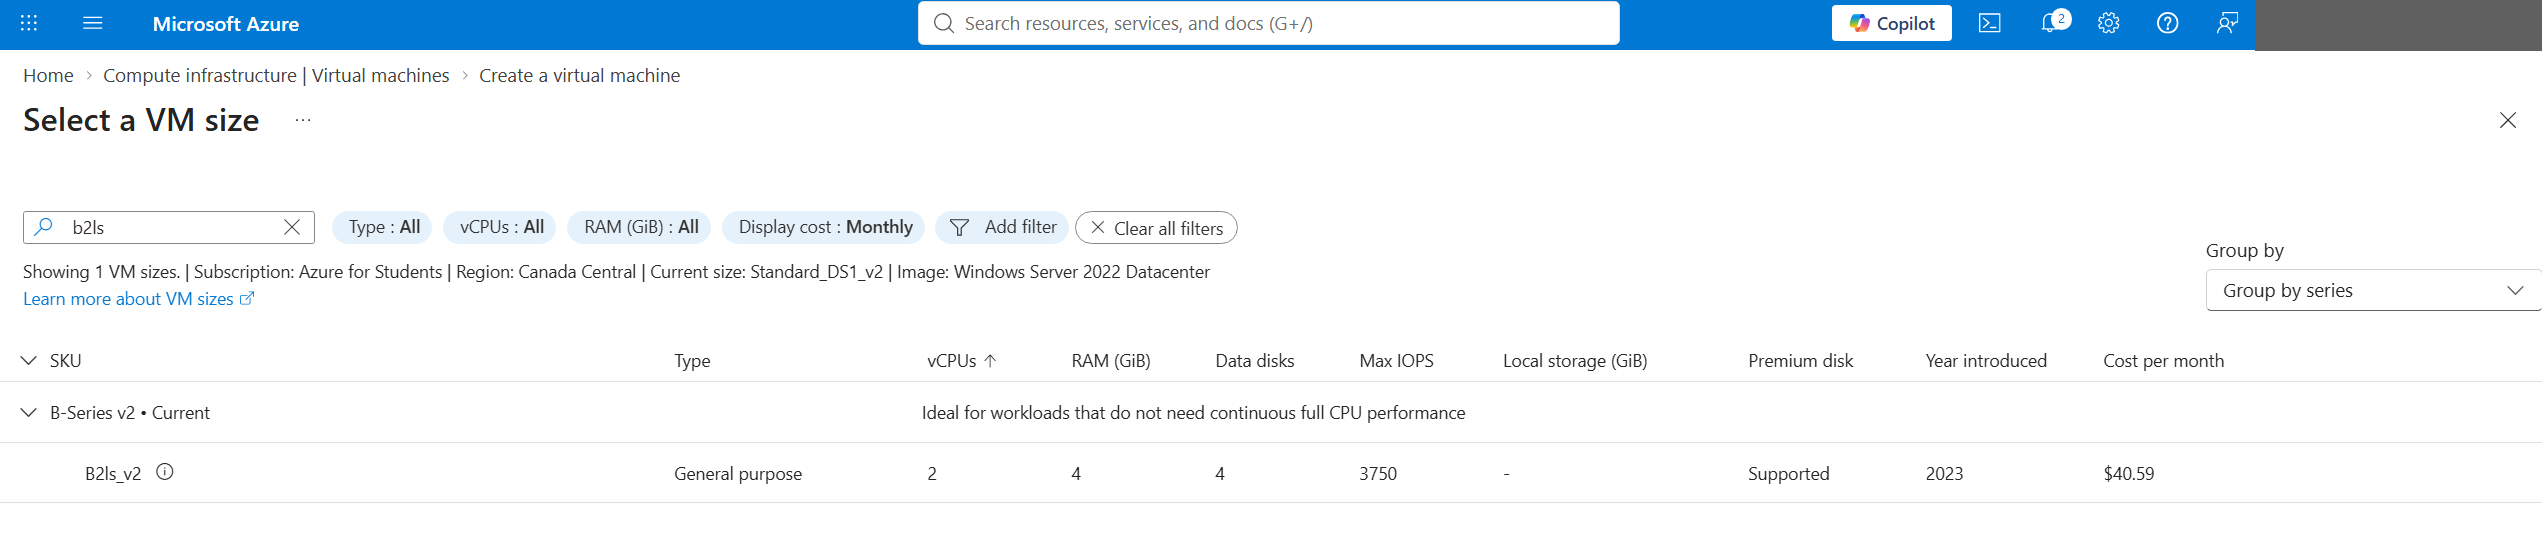 Microsoft Azure
Search resources, services, and docs (G+/)
Copilot
2
Home > Compute infrastructure | Virtual machines > Create a virtual machine
Select a VM size ...
b2ls
Type : All
vCPUs : All
RAM (GiB) : All
Display cost : Monthly
Add filter
Clear all filters
Group by
Showing 1 VM sizes. | Subscription: Azure for Students | Region: Canada Central | Current size: Standard_DS1_v2 | Image: Windows Server 2022 Datacenter
Learn more about VM sizes
Group by series
SKU Type vCPUs ↑ RAM (GiB) Data disks Max IOPS Local storage (GiB) Premium disk Year introduced Cost per month
B-Series v2 • Current Ideal for workloads that do not need continuous full CPU performance
B2ls_v2 General purpose 2 4 4 3750 - Supported 2023 $40.59